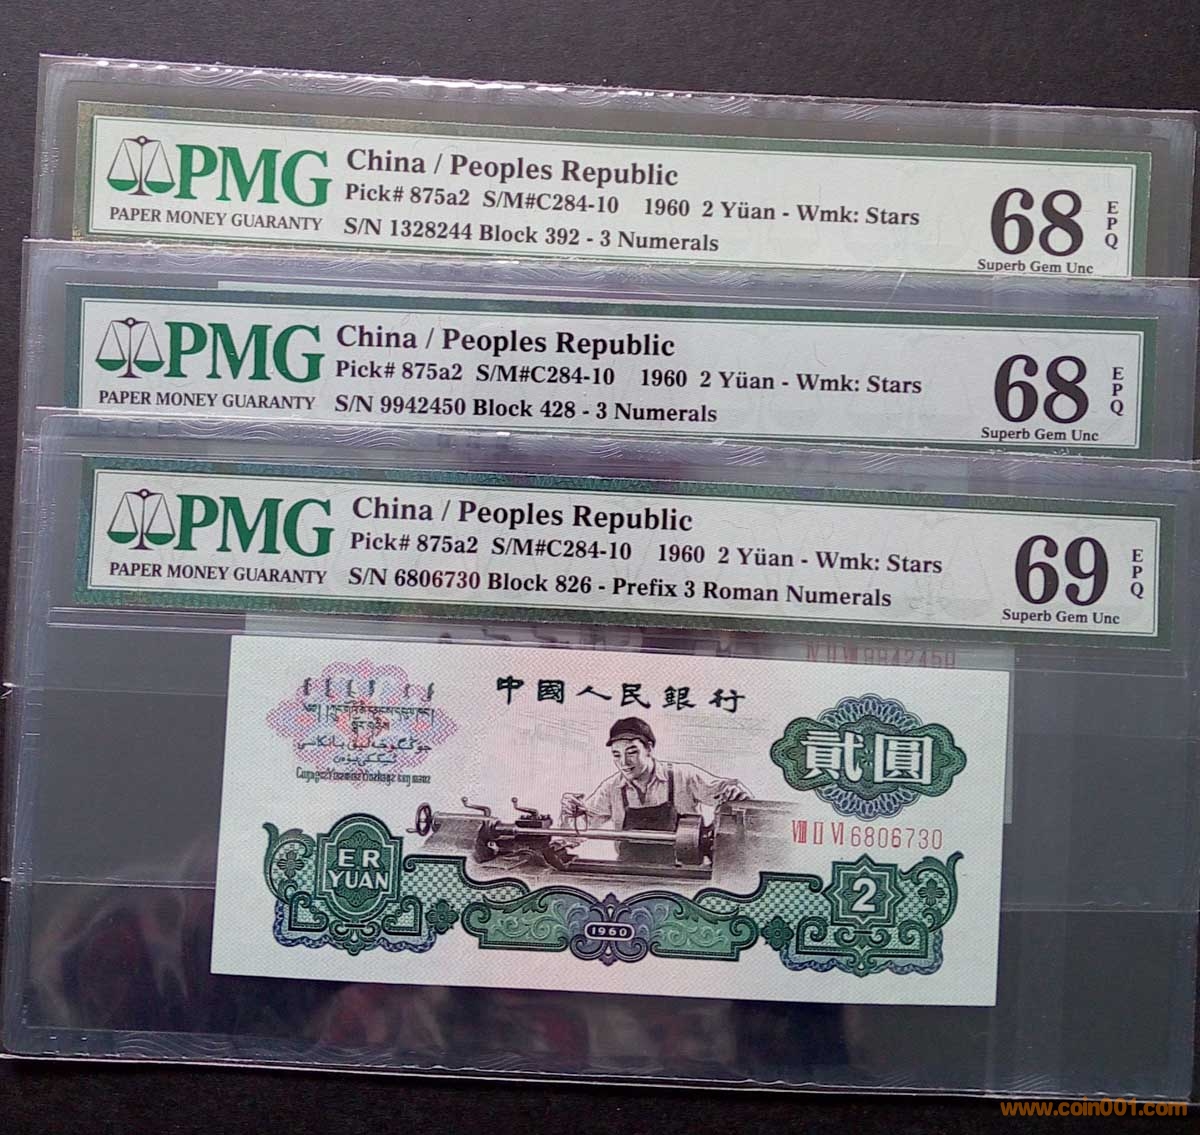 PMG
PAPER MONEY GUARANTY
China / Peoples Republic
Pick# 875a2 S/M#C284-10 1960 2 Yüan - Wmk: Stars
S/N 1328244 Block 392 - 3 Numerals
68
EPQ
Superb Gem Unc
PMG
PAPER MONEY GUARANTY
China / Peoples Republic
Pick# 875a2 S/M#C284-10 1960 2 Yüan - Wmk: Stars
S/N 9942450 Block 428 - 3 Numerals
68
EPQ
Superb Gem Unc
PMG
PAPER MONEY GUARANTY
China / Peoples Republic
Pick# 875a2 S/M#C284-10 1960 2 Yüan - Wmk: Stars
S/N 6806730 Block 826 - Prefix 3 Roman Numerals
69
EPQ
Superb Gem Unc
9942450
中國人民銀行
貳圓
VIII II VI 6806730
ER
YUAN
2
1960
www.coin001.com